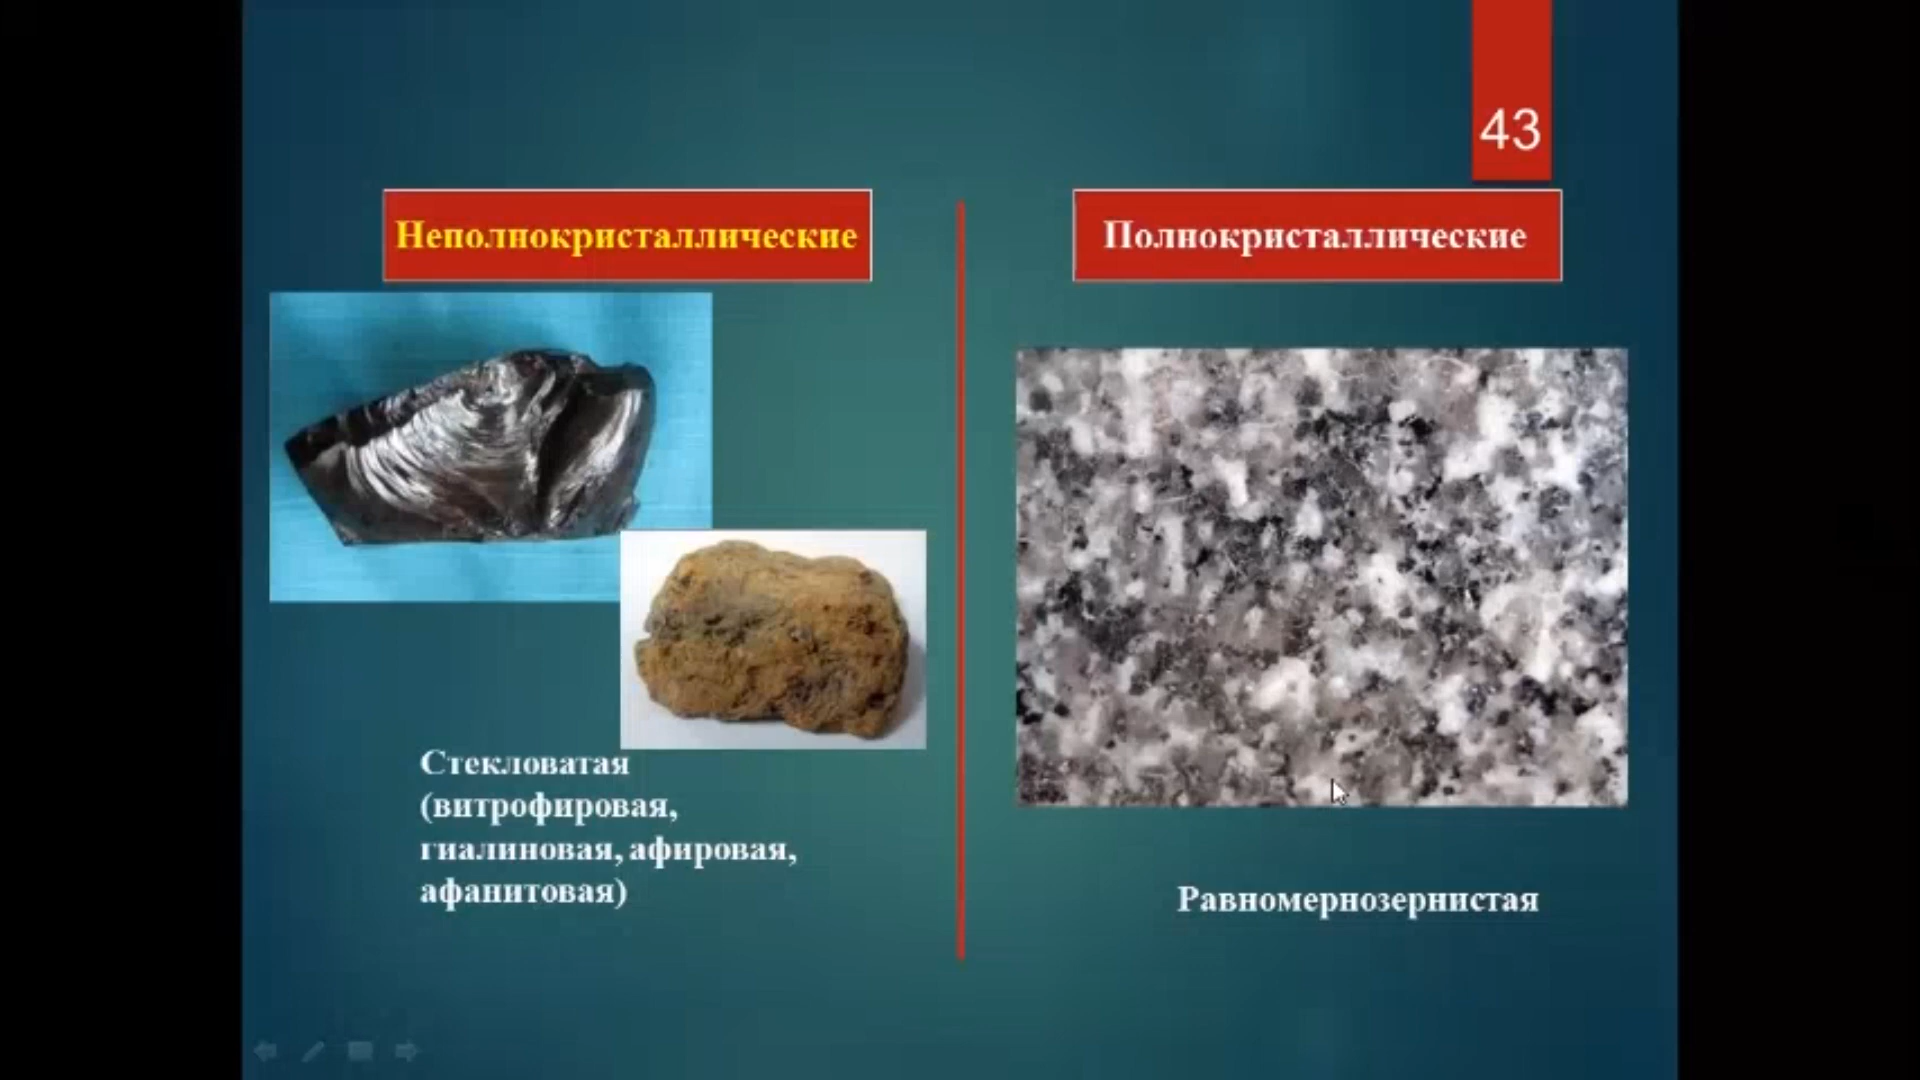 43
Неполнокристаллические
Полнокристаллические
Стекловатая
(витрофировая,
гиалиновая, афировая,
афанитовая)
Равномернозернистая